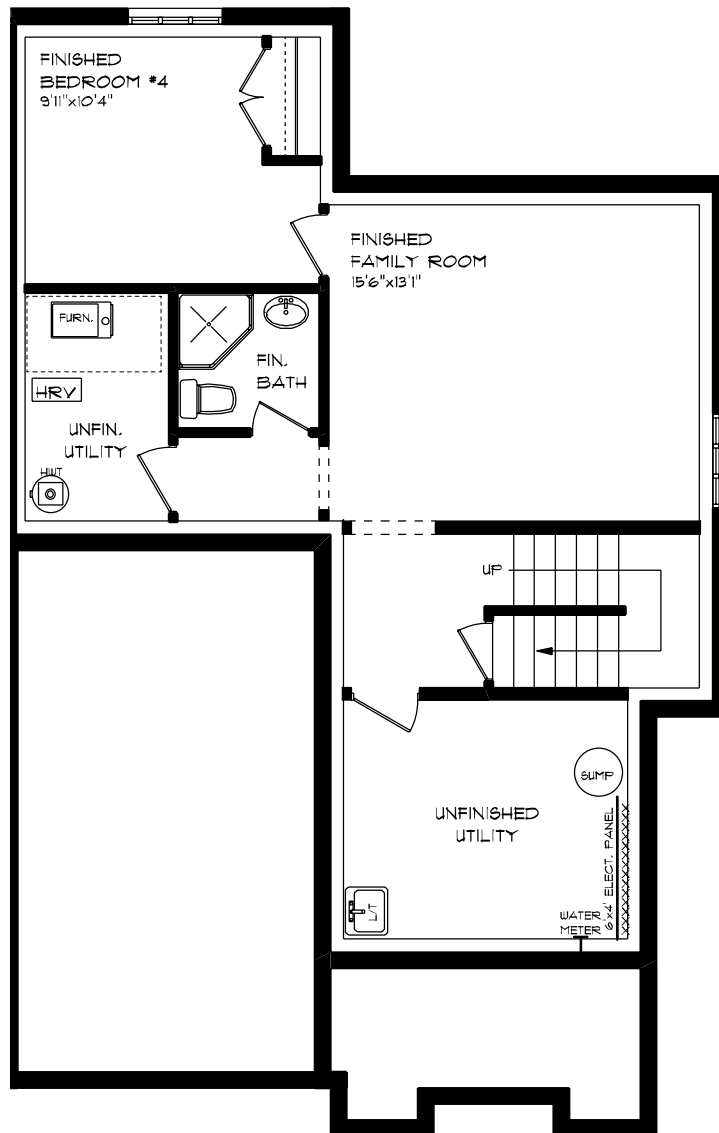 FINISHED
BEDROOM #4
9'11"x10'4"
FINISHED
FAMILY ROOM
15'6"x13'1"
FURN.
HRV
FIN.
BATH
UNFIN.
UTILITY
HWT
UP
SUMP
UNFINISHED
UTILITY
6'x4' ELECT. PANEL
L/T
WATER
METER